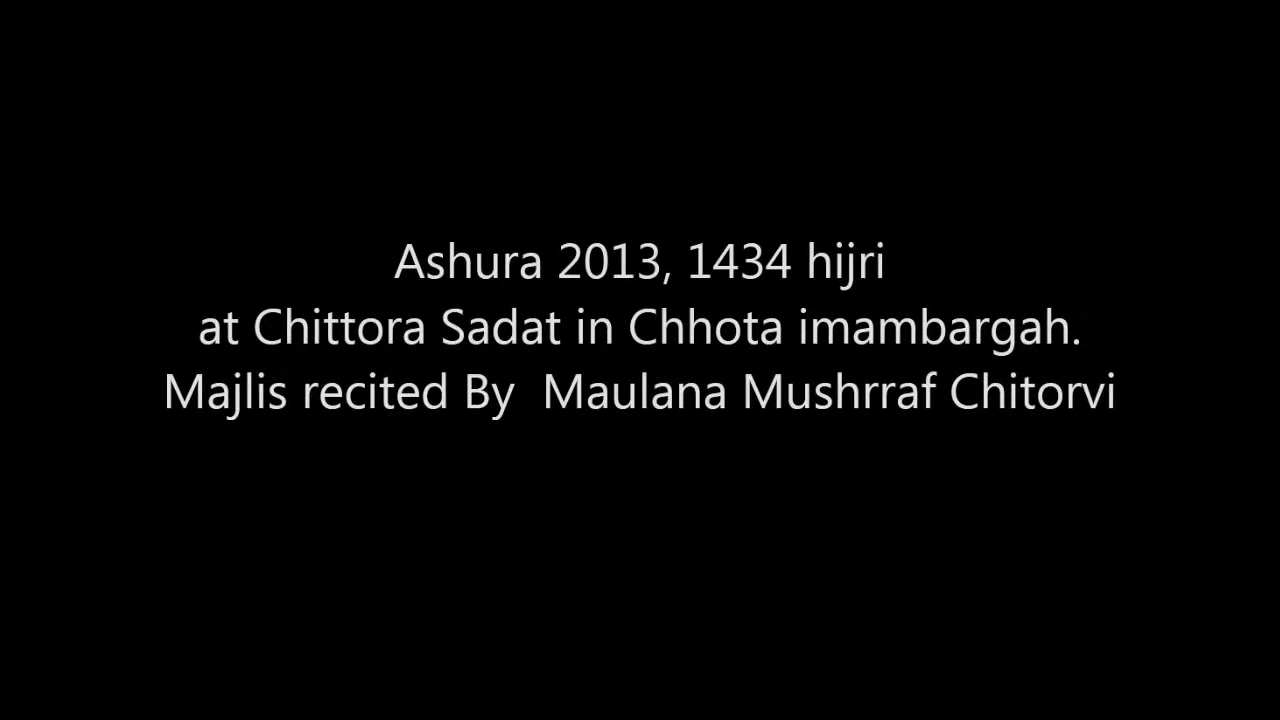 Ashura 2013, 1434 hijri
at Chittora Sadat in Chhota imambargah.
Majlis recited By  Maulana Mushrraf Chitorvi